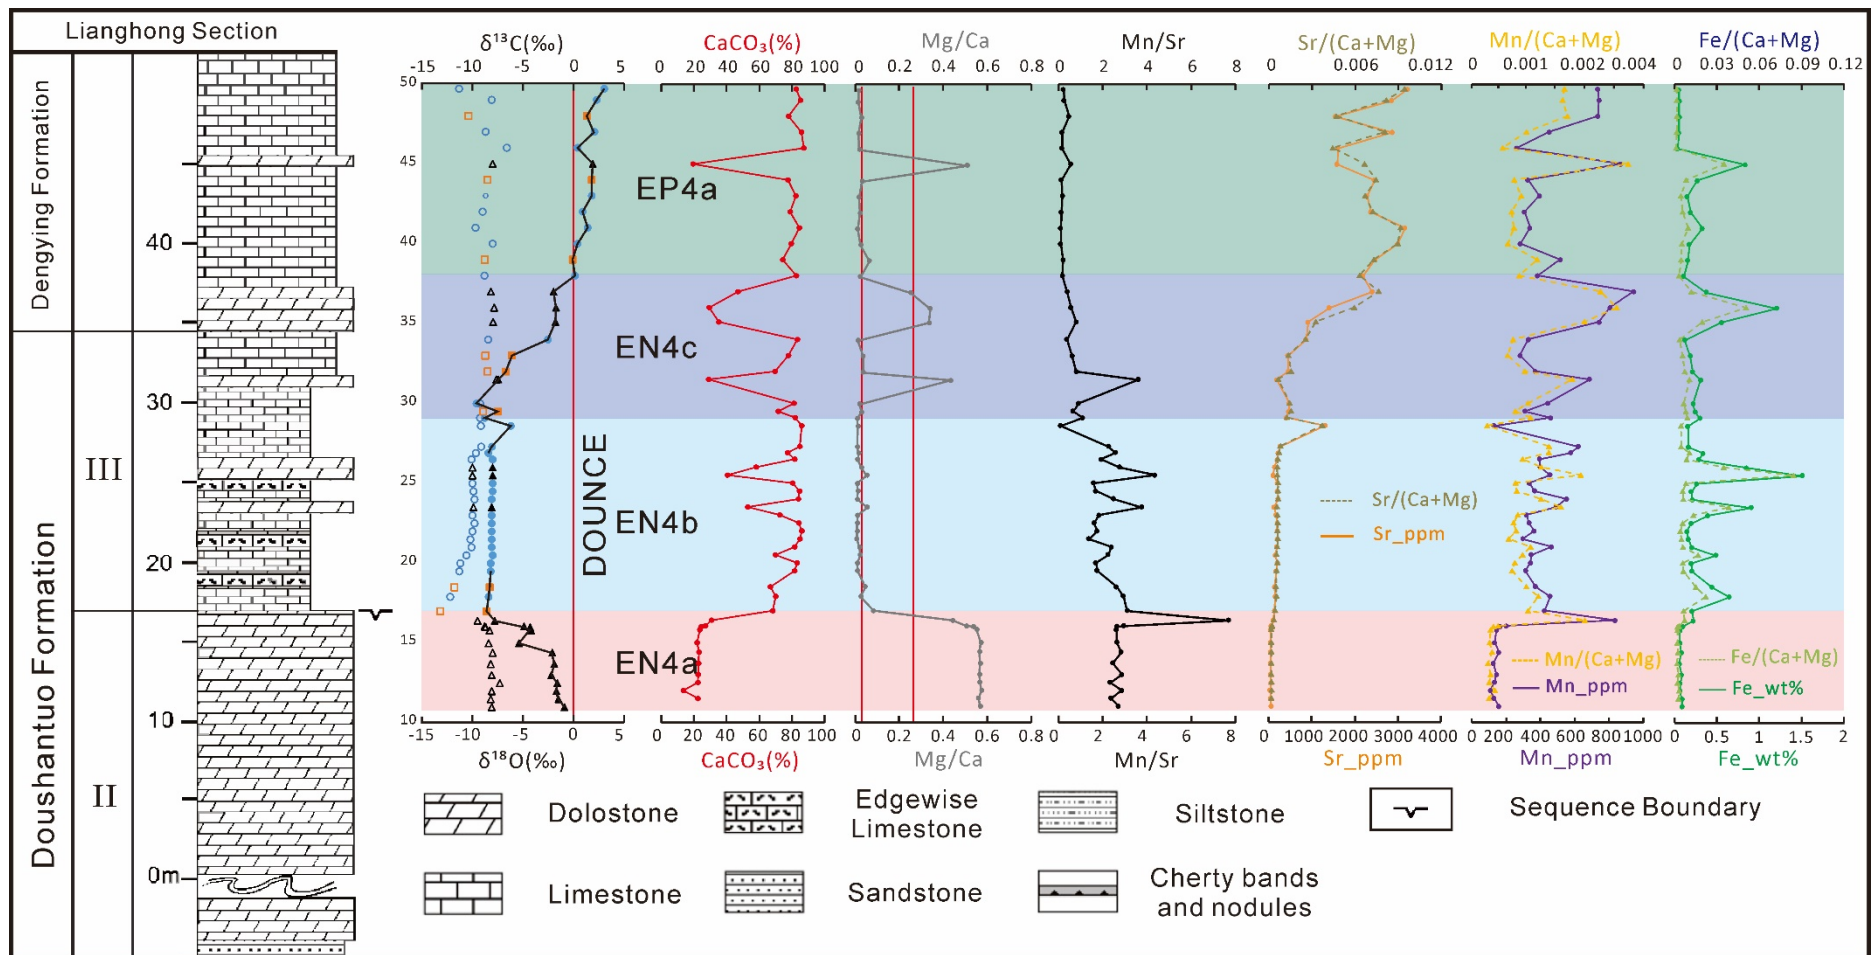 Lianghong Section
δ¹³C(‰)
CaCO₃(%)
Mg/Ca
Mn/Sr
Sr/(Ca+Mg)
Mn/(Ca+Mg)
Fe/(Ca+Mg)
-15 -10 -5 0 5
0 20 40 60 80 100
0 0.2 0.4 0.6 0.8
0 2 4 6 8
0 0.006 0.012
0 0.001 0.002 0.004
0 0.03 0.06 0.09 0.12
Dengying Formation
Doushantuo Formation
III
II
40
30
20
10
0m
50
45
40
35
30
25
20
15
10
EP4a
EN4c
EN4b
EN4a
DOUNCE
Sr/(Ca+Mg)
Sr_ppm
Mn/(Ca+Mg)
Mn_ppm
Fe/(Ca+Mg)
Fe_wt%
-15 -10 -5 0 5
0 20 40 60 80 100
0 0.2 0.4 0.6 0.8
0 2 4 6 8
0 1000 2000 3000 4000
0 200 400 600 800 1000
0 0.5 1 1.5 2
δ¹⁸O(‰)
CaCO₃(%)
Mg/Ca
Mn/Sr
Sr_ppm
Mn_ppm
Fe_wt%
Dolostone
Edgewise
Limestone
Siltstone
Sequence Boundary
Limestone
Sandstone
Cherty bands
and nodules